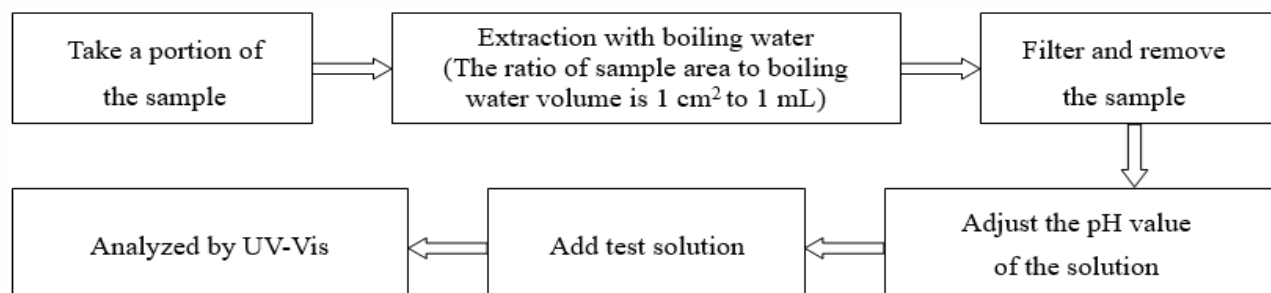 Take a portion of
the sample
Extraction with boiling water
(The ratio of sample area to boiling
water volume is 1 cm² to 1 mL)
Filter and remove
the sample
Adjust the pH value
of the solution
Add test solution
Analyzed by UV-Vis